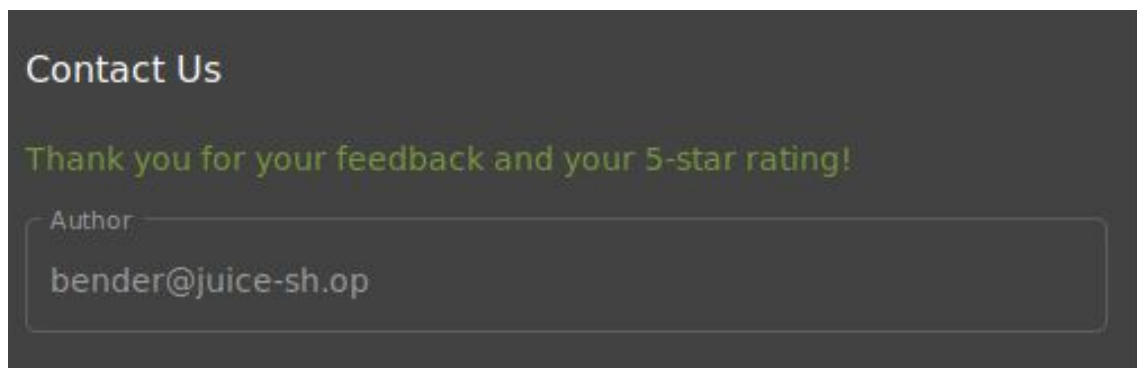 Contact Us
Thank you for your feedback and your 5-star rating!
Author
bender@juice-sh.op